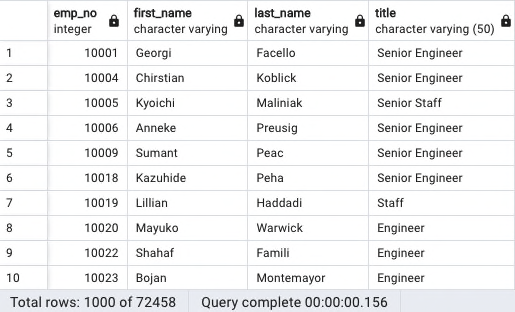 emp_no first_name last_name title
integer character varying character varying character varying (50)
1 10001 Georgi Facello Senior Engineer
2 10004 Chirstian Koblick Senior Engineer
3 10005 Kyoichi Maliniak Senior Staff
4 10006 Anneke Preusig Senior Engineer
5 10009 Sumant Peac Senior Engineer
6 10018 Kazuhide Peha Senior Engineer
7 10019 Lillian Haddadi Staff
8 10020 Mayuko Warwick Engineer
9 10022 Shahaf Famili Engineer
10 10023 Bojan Montemayor Engineer
Total rows: 1000 of 72458 Query complete 00:00:00.156